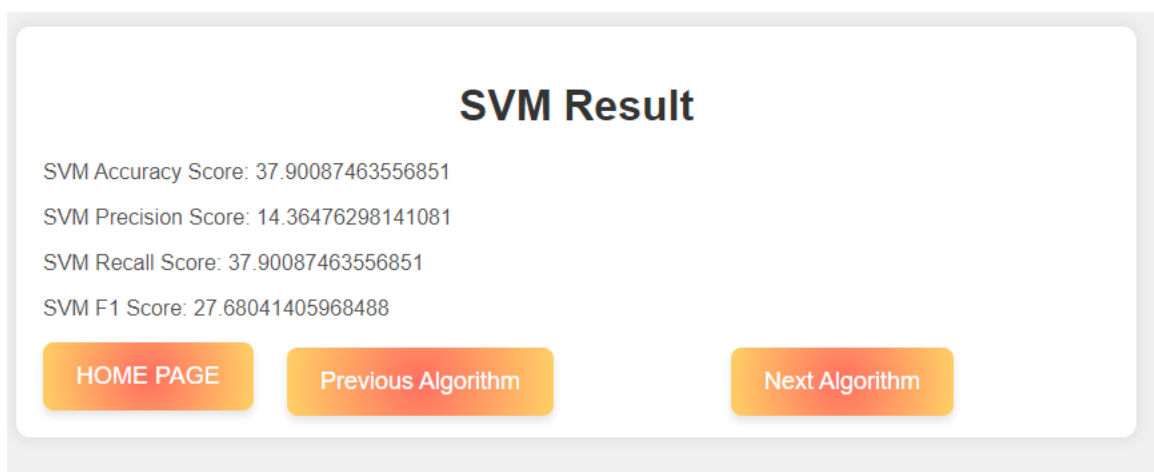 SVM Result
SVM Accuracy Score: 37.90087463556851
SVM Precision Score: 14.36476298141081
SVM Recall Score: 37.90087463556851
SVM F1 Score: 27.68041405968488
HOME PAGE
Previous Algorithm
Next Algorithm